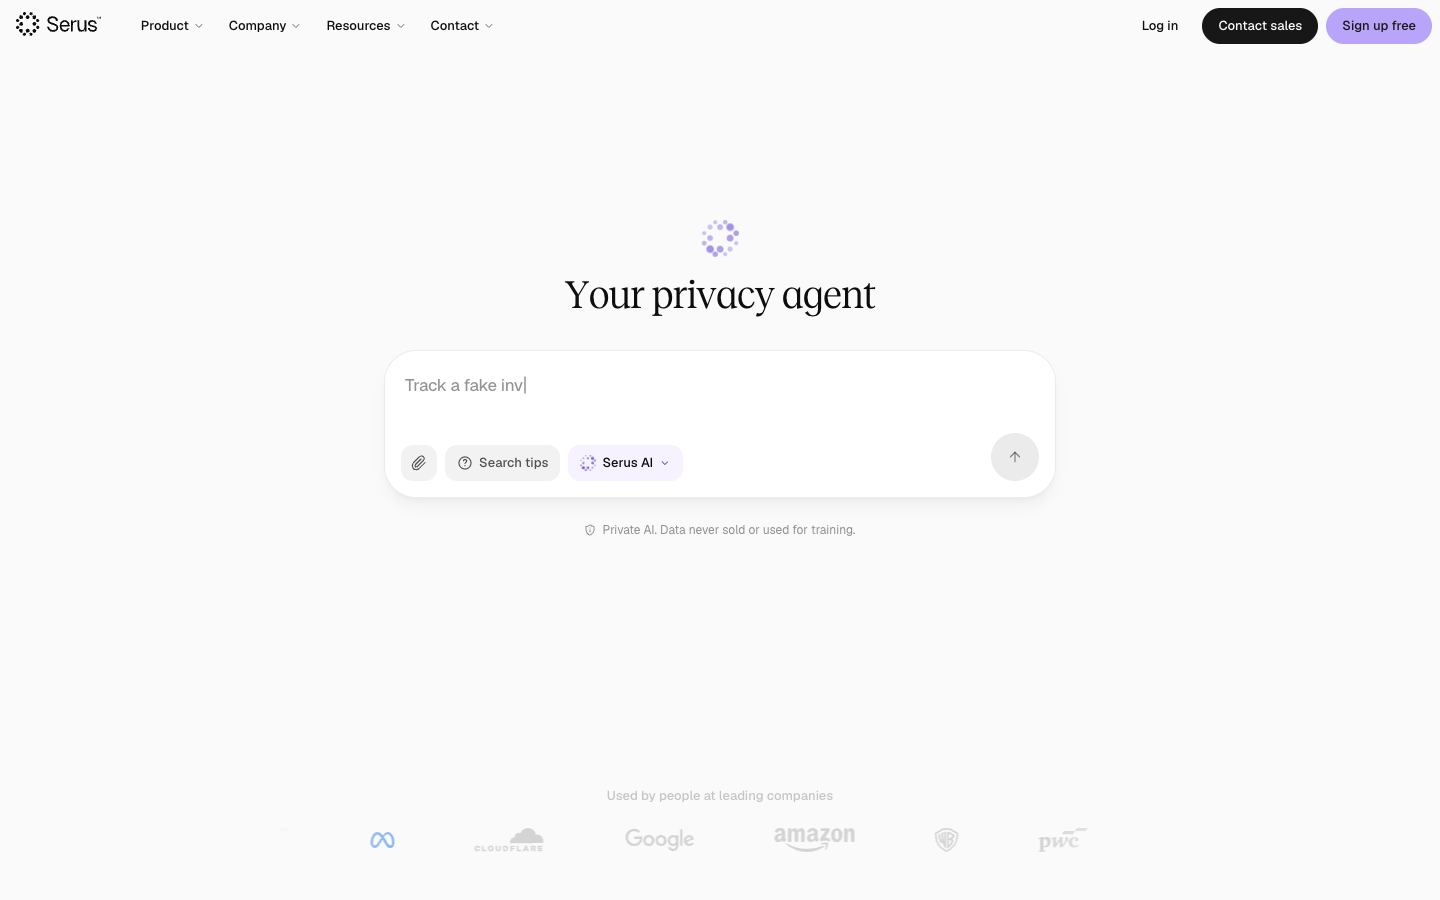 Serus™
Product
Company
Resources
Contact
Log in
Contact sales
Sign up free
Your privacy agent
Track a fake inv
Search tips
Serus AI
Private AI. Data never sold or used for training.
Used by people at leading companies
CLOUDFLARE
Google
amazon
WB
pwc